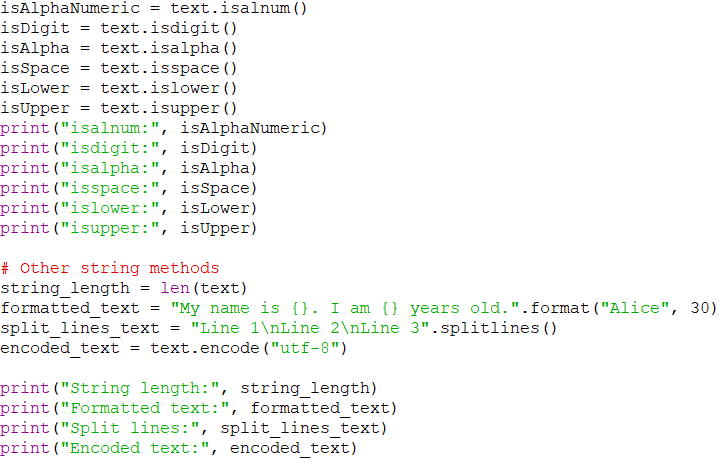 isAlphaNumeric = text.isalnum()
isDigit = text.isdigit()
isAlpha = text.isalpha()
isSpace = text.isspace()
isLower = text.islower()
isUpper = text.isupper()
print("isalnum:", isAlphaNumeric)
print("isdigit:", isDigit)
print("isalpha:", isAlpha)
print("isspace:", isSpace)
print("islower:", isLower)
print("isupper:", isUpper)
# Other string methods
string_length = len(text)
formatted_text = "My name is {}. I am {} years old.".format("Alice", 30)
split_lines_text = "Line 1\nLine 2\nLine 3".splitlines()
encoded_text = text.encode("utf-8")
print("String length:", string_length)
print("Formatted text:", formatted_text)
print("Split lines:", split_lines_text)
print("Encoded text:", encoded_text)